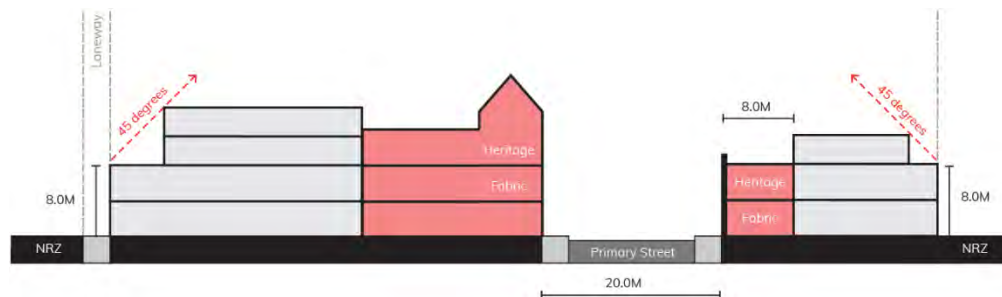 Laneway
45 degrees
8.0M
45 degrees
Heritage
Fabric
8.0M
Heritage
Fabric
8.0M
NRZ
Primary Street
NRZ
20.0M